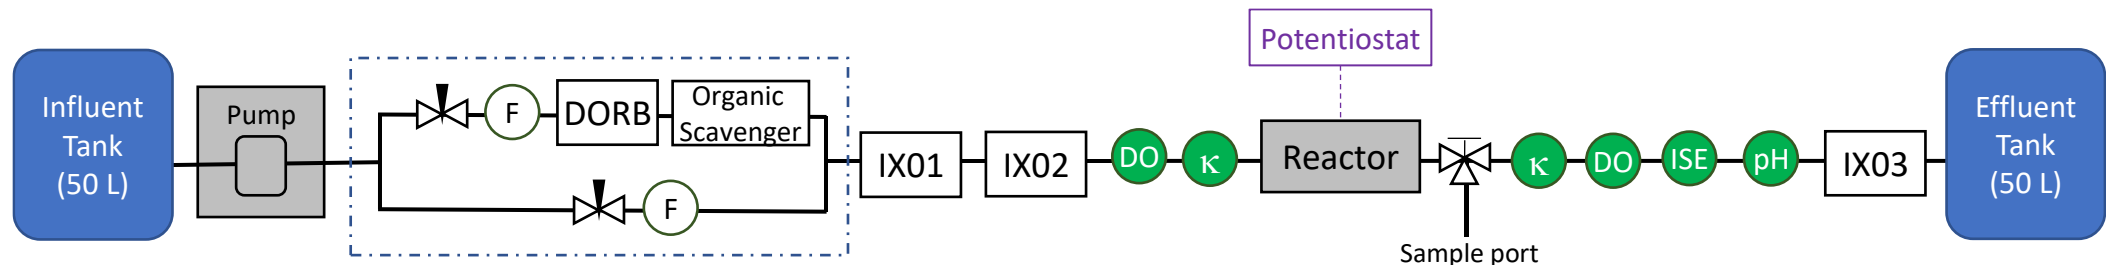 Influent
Tank
(50 L)
Pump
F
DORB
Organic
Scavenger
F
IX01
IX02
DO
κ
Potentiostat
Reactor
Sample port
κ
DO
ISE
pH
IX03
Effluent
Tank
(50 L)